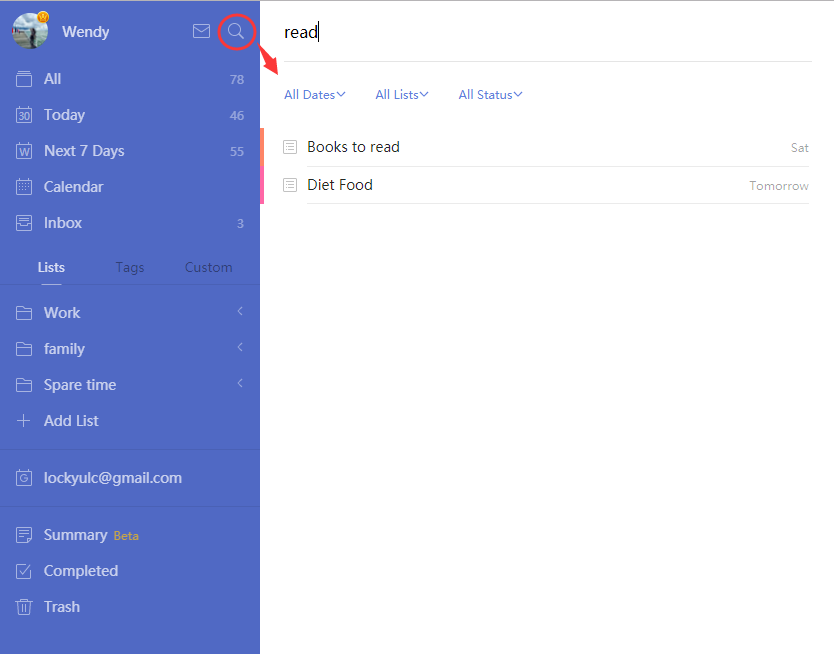 Wendy
All 78
30 Today 46
W Next 7 Days 55
Calendar
Inbox 3
Lists Tags Custom
Work
family
Spare time
Add List
G lockyulc@gmail.com
Summary Beta
Completed
Trash
read
All Dates All Lists All Status
Books to read Sat
Diet Food Tomorrow